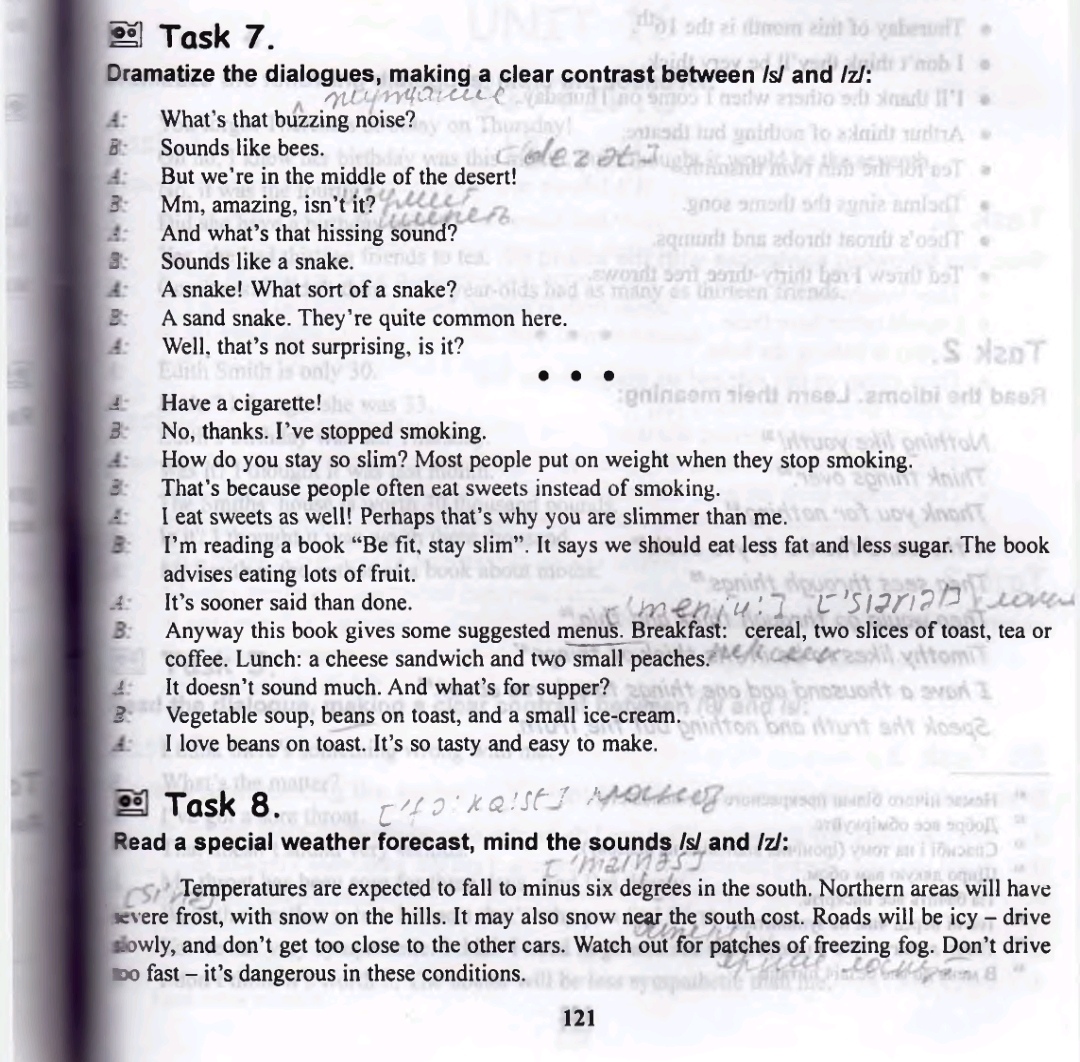 Task 7.
Dramatize the dialogues, making a clear contrast between /s/ and /z/:
A: What's that buzzing noise?
B: Sounds like bees.
A: But we're in the middle of the desert!
B: Mm, amazing, isn't it?
A: And what's that hissing sound?
B: Sounds like a snake.
A: A snake! What sort of a snake?
B: A sand snake. They're quite common here.
A: Well, that's not surprising, is it?
• • •
A: Have a cigarette!
B: No, thanks. I've stopped smoking.
A: How do you stay so slim? Most people put on weight when they stop smoking.
B: That's because people often eat sweets instead of smoking.
A: I eat sweets as well! Perhaps that's why you are slimmer than me.
B: I'm reading a book “Be fit, stay slim”. It says we should eat less fat and less sugar. The book
advises eating lots of fruit.
A: It's sooner said than done.
['menju:]
B: Anyway this book gives some suggested menus. Breakfast: cereal, two slices of toast, tea or
coffee. Lunch: a cheese sandwich and two small peaches.
A: It doesn't sound much. And what's for supper?
B: Vegetable soup, beans on toast, and a small ice-cream.
A: I love beans on toast. It's so tasty and easy to make.
Task 8.
Read a special weather forecast, mind the sounds /s/ and /z/:
['mainəs]
Temperatures are expected to fall to minus six degrees in the south. Northern areas will have
severe frost, with snow on the hills. It may also snow near the south cost. Roads will be icy – drive
slowly, and don't get too close to the other cars. Watch out for patches of freezing fog. Don't drive
too fast – it's dangerous in these conditions.
121